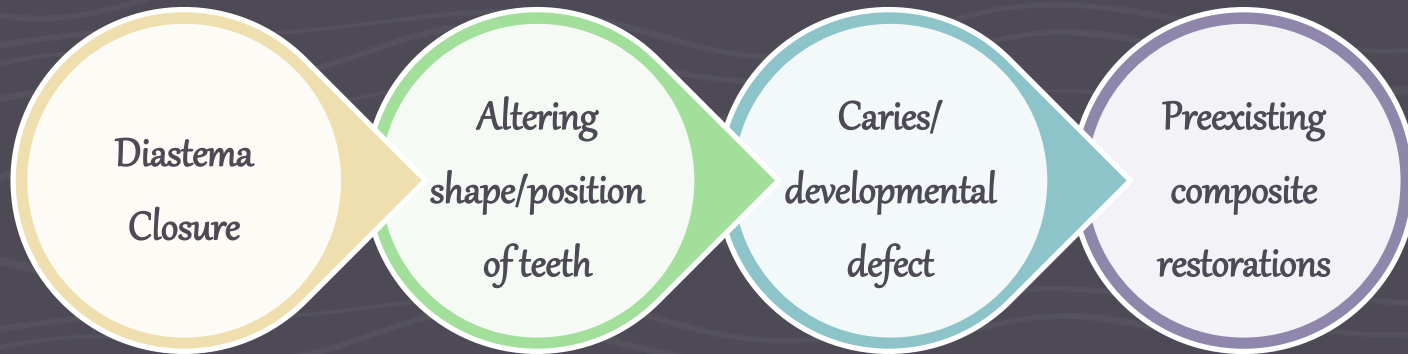 Diastema
Closure
Altering
shape/position
of teeth
Caries/
developmental
defect
Preexisting
composite
restorations